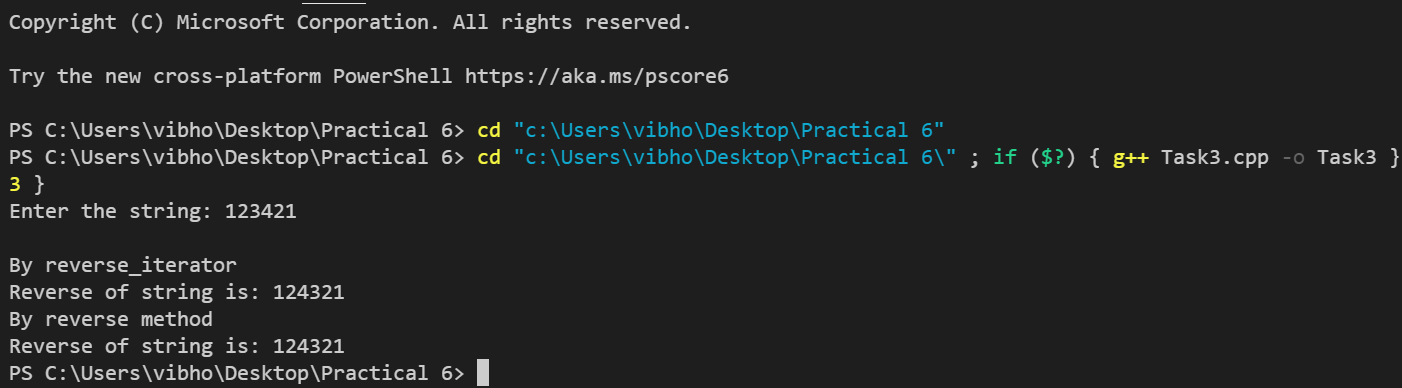 Copyright (C) Microsoft Corporation. All rights reserved.
Try the new cross-platform PowerShell https://aka.ms/pscore6
PS C:\Users\vibho\Desktop\Practical 6> cd "c:\Users\vibho\Desktop\Practical 6"
PS C:\Users\vibho\Desktop\Practical 6> cd "c:\Users\vibho\Desktop\Practical 6\" ; if ($?) { g++ Task3.cpp -o Task3 }
3 }
Enter the string: 123421
By reverse_iterator
Reverse of string is: 124321
By reverse method
Reverse of string is: 124321
PS C:\Users\vibho\Desktop\Practical 6>